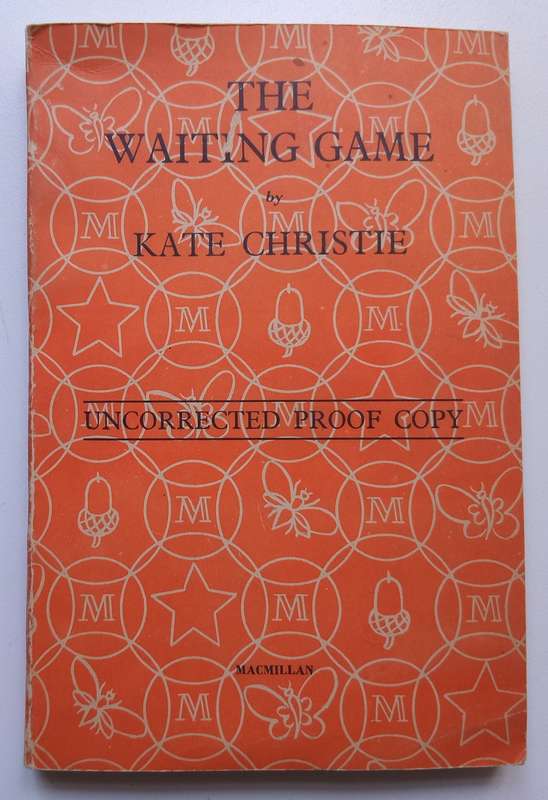 THE
WAITING GAME
by
KATE CHRISTIE
UNCORRECTED PROOF COPY
MACMILLAN